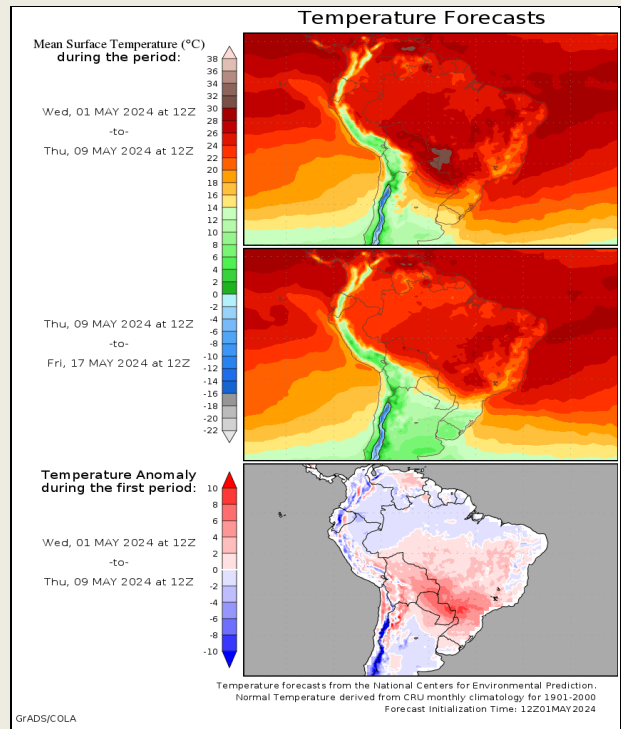 Temperature Forecasts
Mean Surface Temperature (°C)
during the period:
38
36
34
32
30
28
26
24
22
20
18
16
14
12
10
8
6
4
2
0
-2
-4
-6
-8
-10
-12
-14
-16
-18
-20
-22
Wed, 01 MAY 2024 at 12Z
-to-
Thu, 09 MAY 2024 at 12Z
Thu, 09 MAY 2024 at 12Z
-to-
Fri, 17 MAY 2024 at 12Z
Temperature Anomaly
during the first period:
10
8
6
4
2
0
-2
-4
-6
-8
-10
Wed, 01 MAY 2024 at 12Z
-to-
Thu, 09 MAY 2024 at 12Z
Temperature forecasts from the National Centers for Environmental Prediction.
Normal Temperature derived from CRU monthly climatology for 1901-2000
Forecast Initialization Time: 12Z01MAY2024
GrADS/COLA